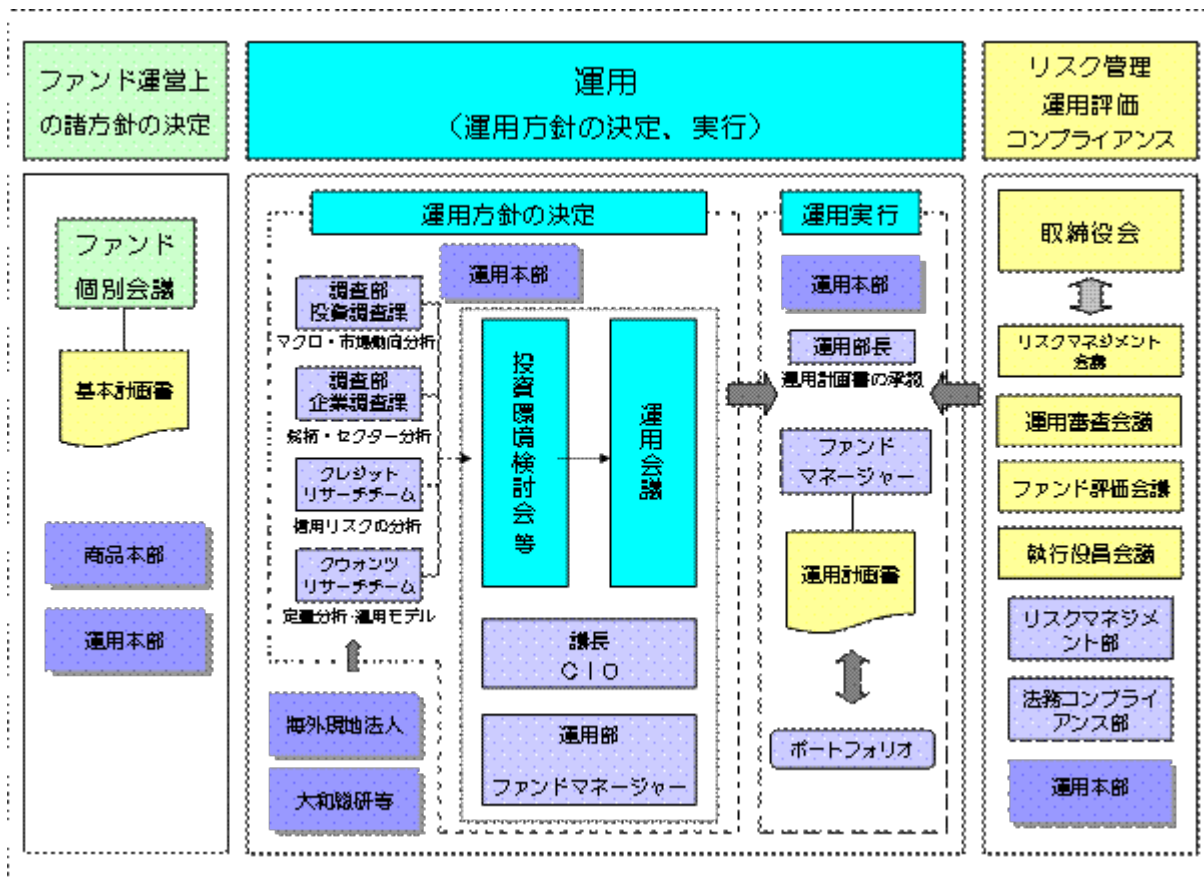 ファンド運営上
の諸方針の決定
運用
（運用方針の決定、実行）
リスク管理
運用評価
コンプライアンス
ファンド
個別会議
基本計画書
商品本部
運用本部
運用方針の決定
運用本部
調査部
投資調査課
マクロ・市場動向分析
調査部
企業調査課
銘柄・セクター分析
クレジット
リサーチチーム
信用リスクの分析
クウォンツ
リサーチチーム
定量分析・運用モデル
海外現地法人
大和総研等
投資環境検討会議等
運用会議
議長
ＣＩＯ
運用部
ファンドマネージャー
運用実行
運用本部
運用部長
運用計画書の承認
ファンド
マネージャー
運用計画書
ポートフォリオ
取締役会
リスクマネジメント
会議
運用審査会議
ファンド評価会議
執行役員会議
リスクマネジメ
ント部
法務コンプライ
アンス部
運用本部